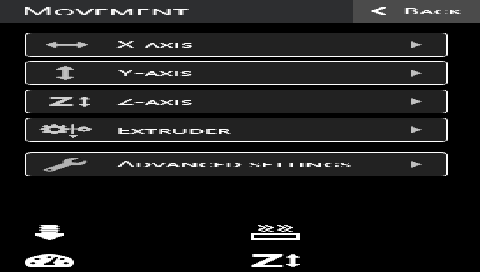 Movement
< Back
X axis
Y-axis
Z Z-axis
Extruder
Advanced settings
Z